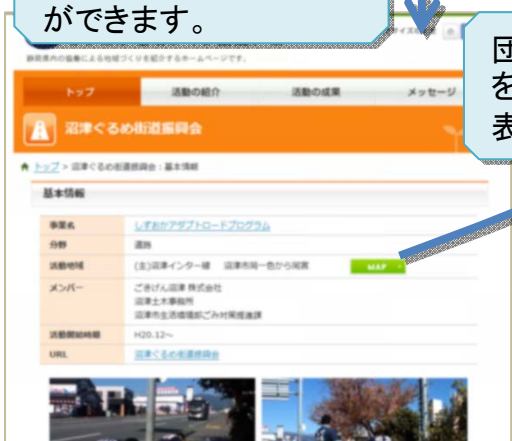 ができます。
団
を
表
静岡県内の協働による地域づくりを紹介するホームページです。
トップ 活動の紹介 活動の成果 メッセージ
沼津ぐるめ街道振興会
トップ > 沼津ぐるめ街道振興会:基本情報
基本情報
事業名 しずおかアダプトロードプログラム
分野 道路
活動地域 (主)沼津インター線 沼津市岡一色から岡宮 MAP
メンバー ごきげん沼津 株式会社
沼津土木事務所
沼津市生活環境部ごみ対策推進課
活動開始時期 H20.12~
URL 沼津ぐるめ街道振興会